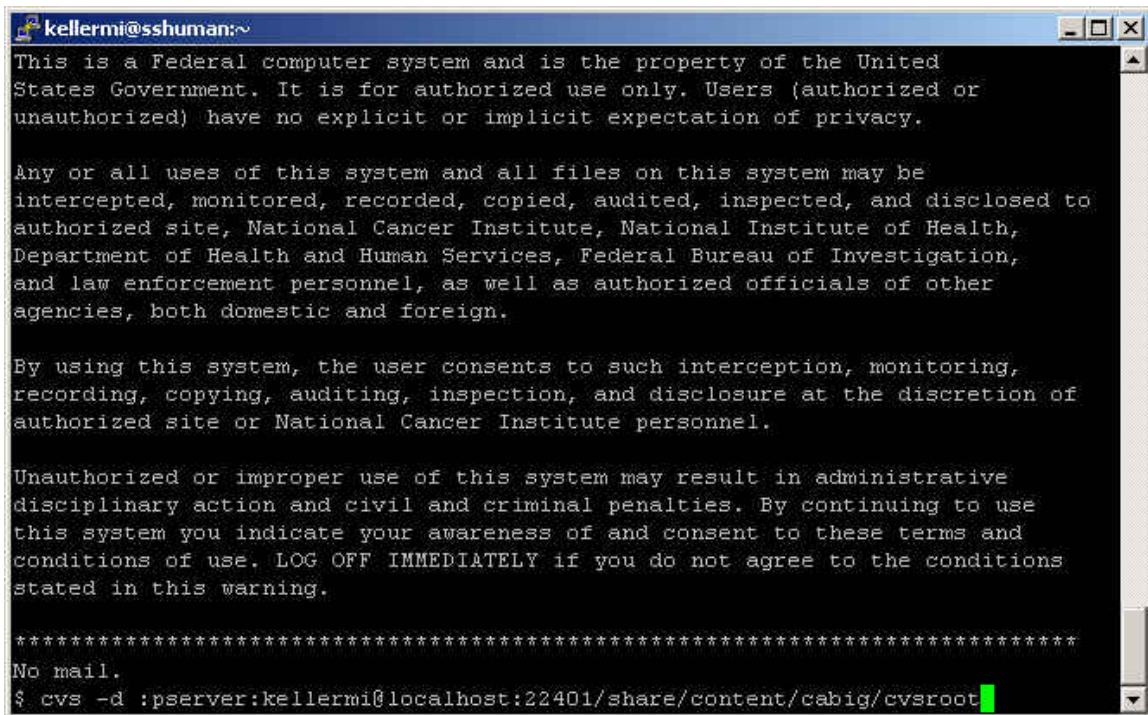 kellermi@sshuman:~
This is a Federal computer system and is the property of the United
States Government. It is for authorized use only. Users (authorized or
unauthorized) have no explicit or implicit expectation of privacy.
Any or all uses of this system and all files on this system may be
intercepted, monitored, recorded, copied, audited, inspected, and disclosed to
authorized site, National Cancer Institute, National Institute of Health,
Department of Health and Human Services, Federal Bureau of Investigation,
and law enforcement personnel, as well as authorized officials of other
agencies, both domestic and foreign.
By using this system, the user consents to such interception, monitoring,
recording, copying, auditing, inspection, and disclosure at the discretion of
authorized site or National Cancer Institute personnel.
Unauthorized or improper use of this system may result in administrative
disciplinary action and civil and criminal penalties. By continuing to use
this system you indicate your awareness of and consent to these terms and
conditions of use. LOG OFF IMMEDIATELY if you do not agree to the conditions
stated in this warning.
*****************************************************************************
No mail.
$ cvs -d :pserver:kellermi@localhost:22401/share/content/cabig/cvsroot